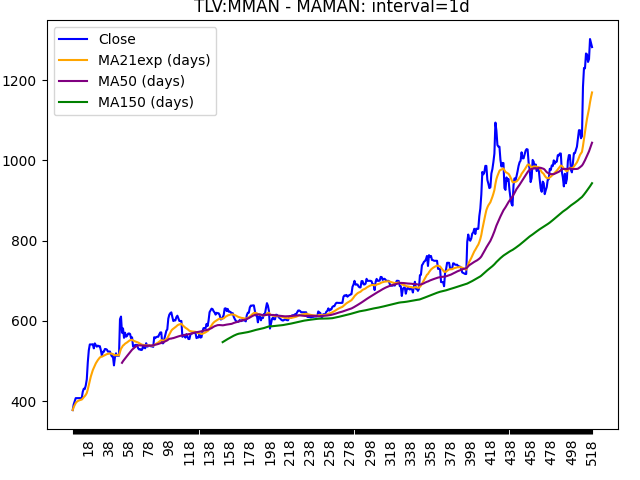 TLV:MMAN - MAMAN: interval=1d
Close
MA21exp (days)
MA50 (days)
MA150 (days)
1200
1000
800
600
400
18 38 58 78 98 118 138 158 178 198 218 238 258 278 298 318 338 358 378 398 418 438 458 478 498 518